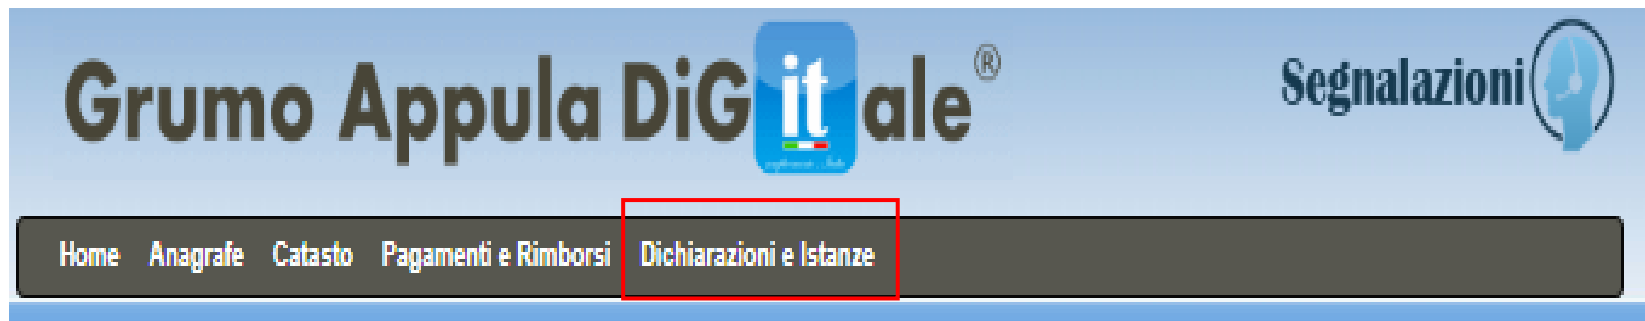 Grumo Appula DiGitale®
Segnalazioni
Home Anagrafe Catasto Pagamenti e Rimborsi Dichiarazioni e Istanze